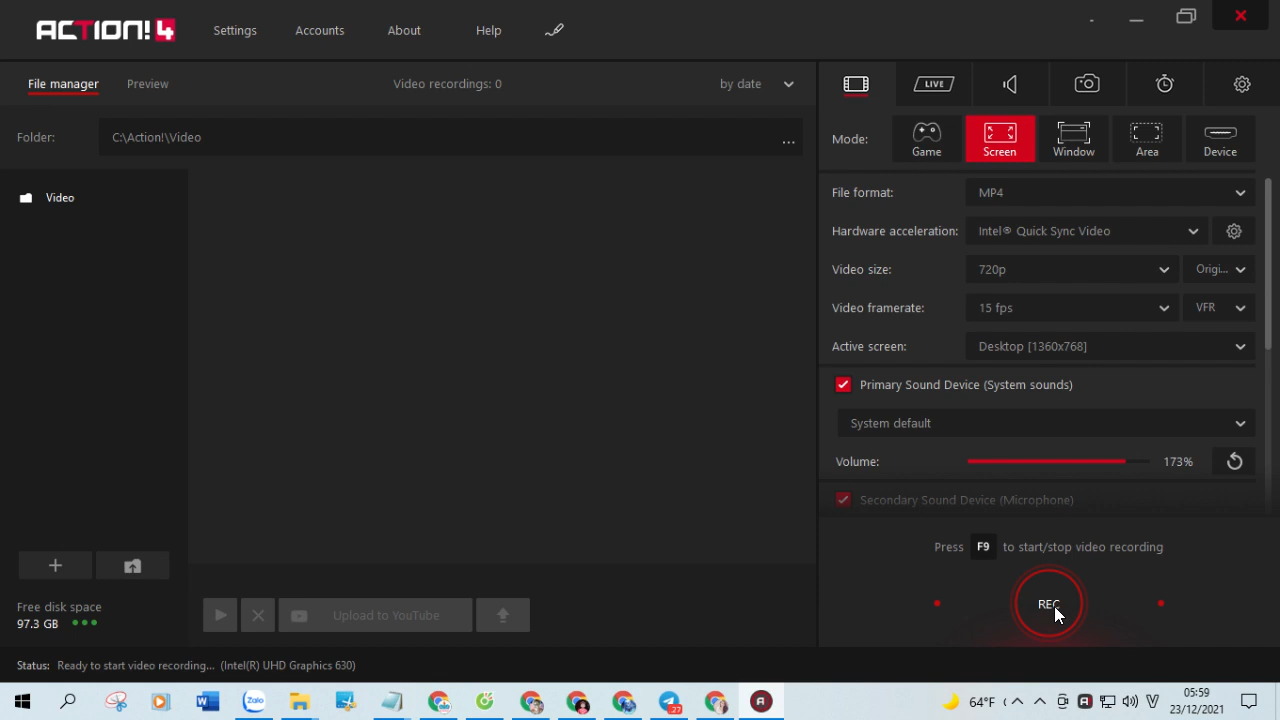 ACTION! 4
Settings
Accounts
About
Help
File manager
Preview
Video recordings: 0
by date
LIVE
Folder:
C:\Action!\Video
...
Mode:
Game
Screen
Window
Area
Device
Video
File format:
MP4
Hardware acceleration:
Intel® Quick Sync Video
Video size:
720p
Origi...
Video framerate:
15 fps
VFR
Active screen:
Desktop [1360x768]
Primary Sound Device (System sounds)
System default
Volume:
173%
Secondary Sound Device (Microphone)
Press F9 to start/stop video recording
REC
Free disk space
97.3 GB
Upload to YouTube
Status: Ready to start video recording... (Intel(R) UHD Graphics 630)
Zalo
27
64°F
05:59
23/12/2021